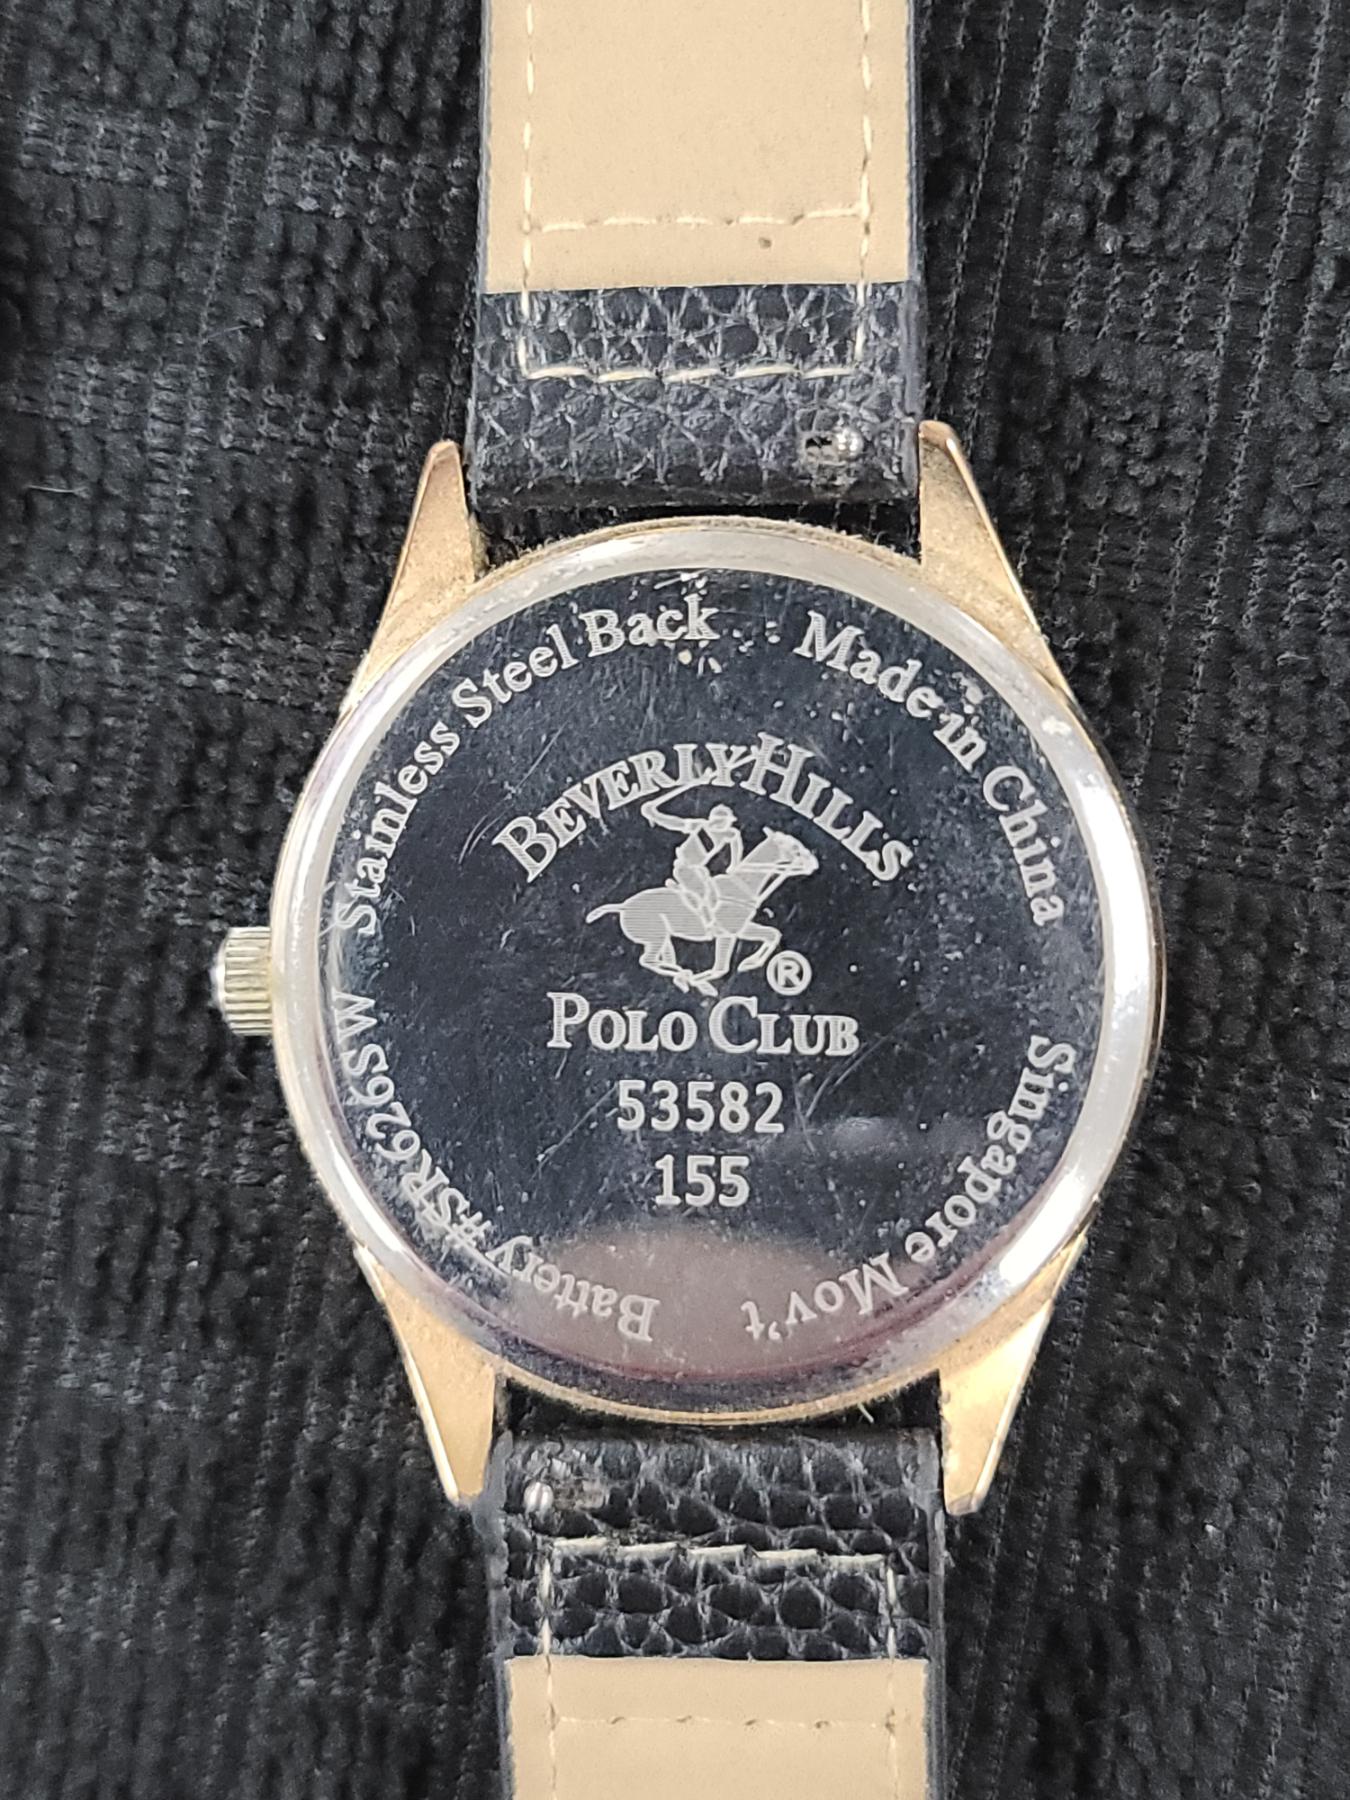 Stainless Steel Back
Made in China
BEVERLY HILLS
®
POLO CLUB
53582
155
Singapore Mov't
Battery#SR626SW